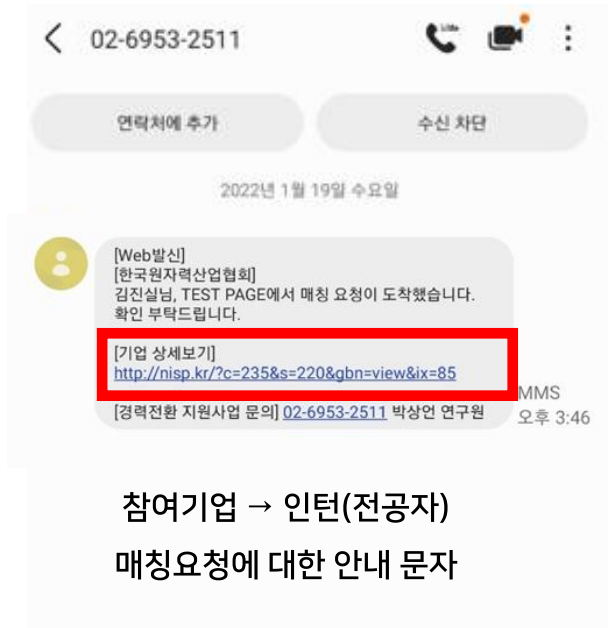 02-6953-2511
연락처에 추가
수신 차단
2022년 1월 19일 수요일
[Web발신]
[한국원자력산업협회]
김진실님, TEST PAGE에서 매칭 요청이 도착했습니다.
확인 부탁드립니다.
[기업 상세보기]
http://nisp.kr/?c=235&s=220&gbn=view&ix=85
[경력전환 지원사업 문의] 02-6953-2511 박상언 연구원
MMS
오후 3:46
참여기업 → 인턴(전공자)
매칭요청에 대한 안내 문자